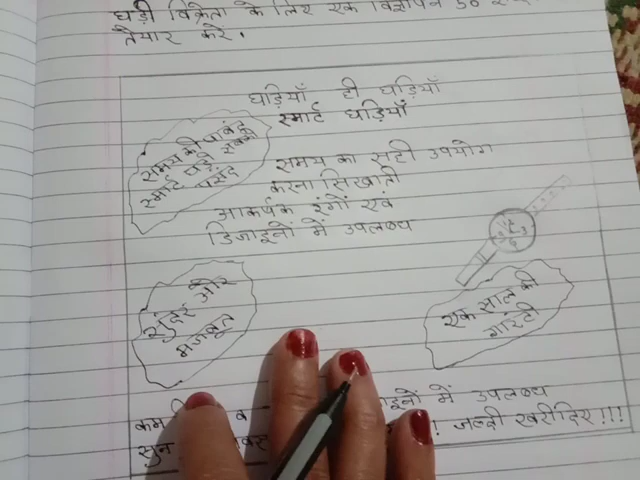 घड़ी विक्रेता के लिए एक विज्ञापन 50
तैयार करे.
घड़ियाँ ही घड़ियाँ
स्मार्ट घड़ियाँ
समय की पाबंद
स्मार्ट घड़ी सबकी
पसंद
समय का सही उपयोग
करना सिखाती
आकर्षक रंगों एवं
डिजाइनों में उपलब्ध
सुंदर और
मजबूत
एक साल की
गारंटी
में उपलब्ध
जल्दी खरीदिए!!!